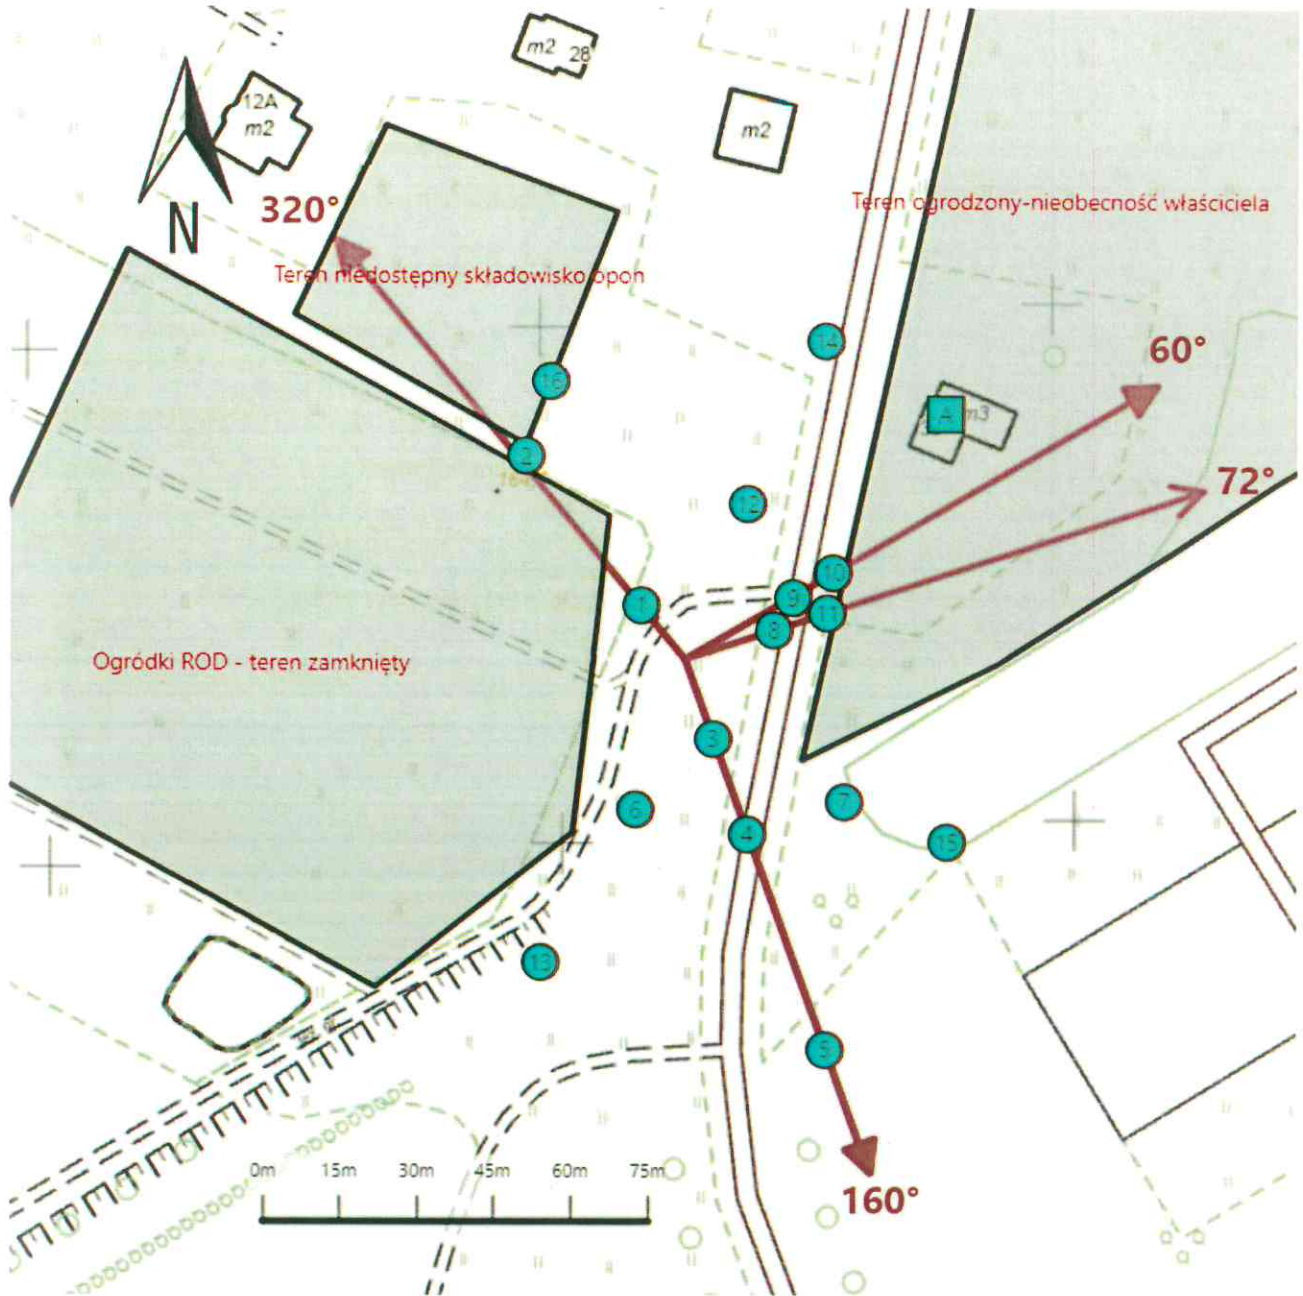 m2 28
12A
m2
m2
N
320°
Teren ogrodzony-nieobecność właściciela
Teren niedostępny składowisko opon
14
60°
16
A m3
2
72°
12
10
1
9
11
8
Ogródki ROD - teren zamknięty
3
6
7
4
15
13
5
0m 15m 30m 45m 60m 75m
160°